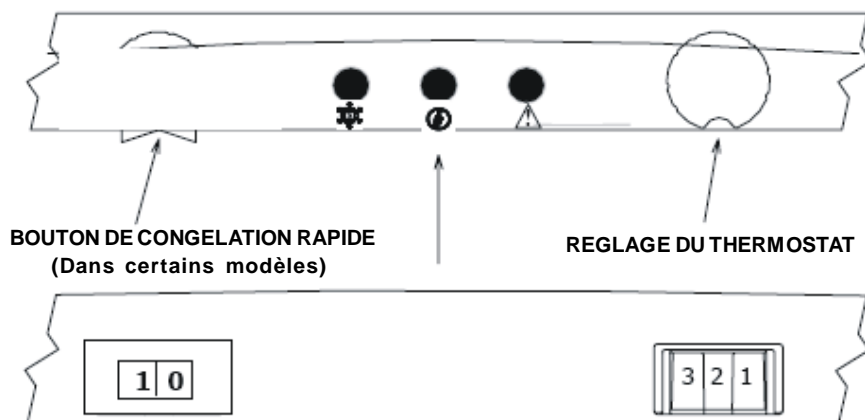 BOUTON DE CONGELATION RAPIDE
(Dans certains modèles)
REGLAGE DU THERMOSTAT
1 0
3 2 1